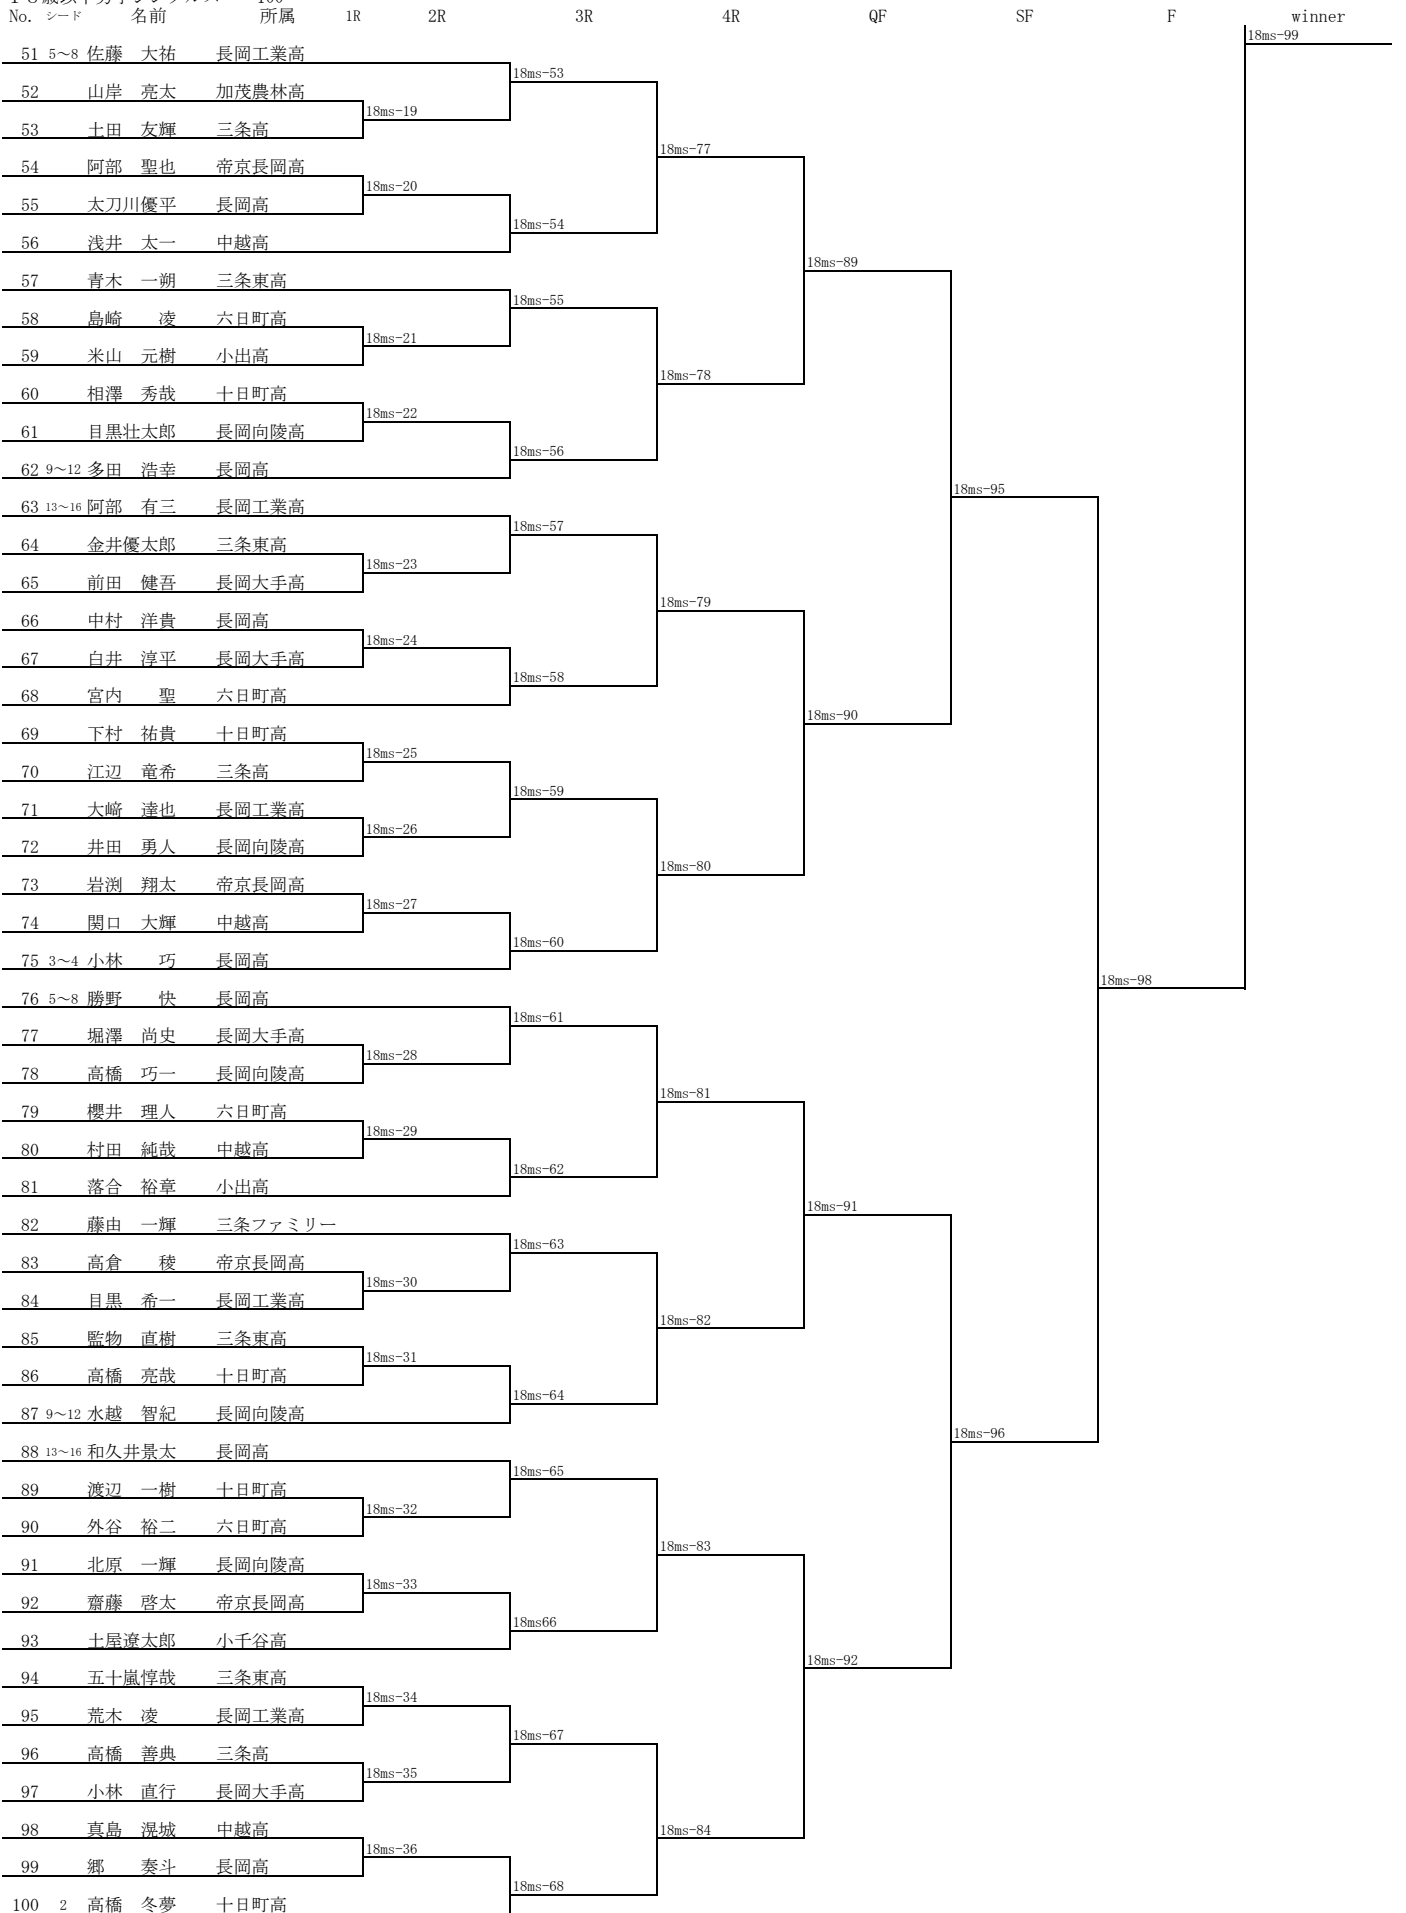 No. シード 名前 所属 1R 2R 3R 4R QF SF F winner
18ms-99
51 5～8 佐藤 大祐 長岡工業高
18ms-53
52 山岸 亮太 加茂農林高
18ms-19
53 土田 友輝 三条高
18ms-77
54 阿部 聖也 帝京長岡高
18ms-20
55 太刀川優平 長岡高
18ms-54
56 浅井 太一 中越高
18ms-89
57 青木 一朔 三条東高
18ms-55
58 島崎 凌 六日町高
18ms-21
59 米山 元樹 小出高
18ms-78
60 相澤 秀哉 十日町高
18ms-22
61 目黒壮太郎 長岡向陵高
18ms-56
62 9～12 多田 浩幸 長岡高
18ms-95
63 13～16 阿部 有三 長岡工業高
18ms-57
64 金井優太郎 三条東高
18ms-23
65 前田 健吾 長岡大手高
18ms-79
66 中村 洋貴 長岡高
18ms-24
67 白井 淳平 長岡大手高
18ms-58
68 宮内 聖 六日町高
18ms-90
69 下村 祐貴 十日町高
18ms-25
70 江辺 竜希 三条高
18ms-59
71 大﨑 達也 長岡工業高
18ms-26
72 井田 勇人 長岡向陵高
18ms-80
73 岩渕 翔太 帝京長岡高
18ms-27
74 関口 大輝 中越高
18ms-60
75 3～4 小林 巧 長岡高
18ms-98
76 5～8 勝野 快 長岡高
18ms-61
77 堀澤 尚史 長岡大手高
18ms-28
78 高橋 巧一 長岡向陵高
18ms-81
79 櫻井 理人 六日町高
18ms-29
80 村田 純哉 中越高
18ms-62
81 落合 裕章 小出高
18ms-91
82 藤由 一輝 三条ファミリー
18ms-63
83 高倉 稜 帝京長岡高
18ms-30
84 目黒 希一 長岡工業高
18ms-82
85 監物 直樹 三条東高
18ms-31
86 高橋 亮哉 十日町高
18ms-64
87 9～12 水越 智紀 長岡向陵高
18ms-96
88 13～16 和久井景太 長岡高
18ms-65
89 渡辺 一樹 十日町高
18ms-32
90 外谷 裕二 六日町高
18ms-83
91 北原 一輝 長岡向陵高
18ms-33
92 齋藤 啓太 帝京長岡高
18ms66
93 土屋遼太郎 小千谷高
18ms-92
94 五十嵐惇哉 三条東高
18ms-34
95 荒木 凌 長岡工業高
18ms-67
96 高橋 善典 三条高
18ms-35
97 小林 直行 長岡大手高
98 真島 滉城 中越高
18ms-84
18ms-36
99 郷 奏斗 長岡高
18ms-68
100 2 高橋 冬夢 十日町高